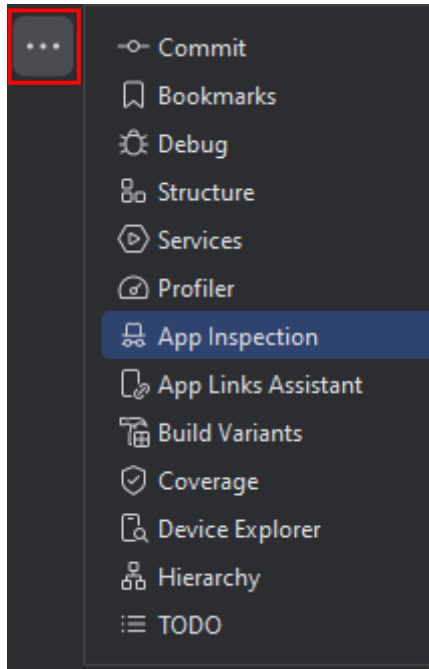 Commit
Bookmarks
Debug
Structure
Services
Profiler
App Inspection
App Links Assistant
Build Variants
Coverage
Device Explorer
Hierarchy
TODO